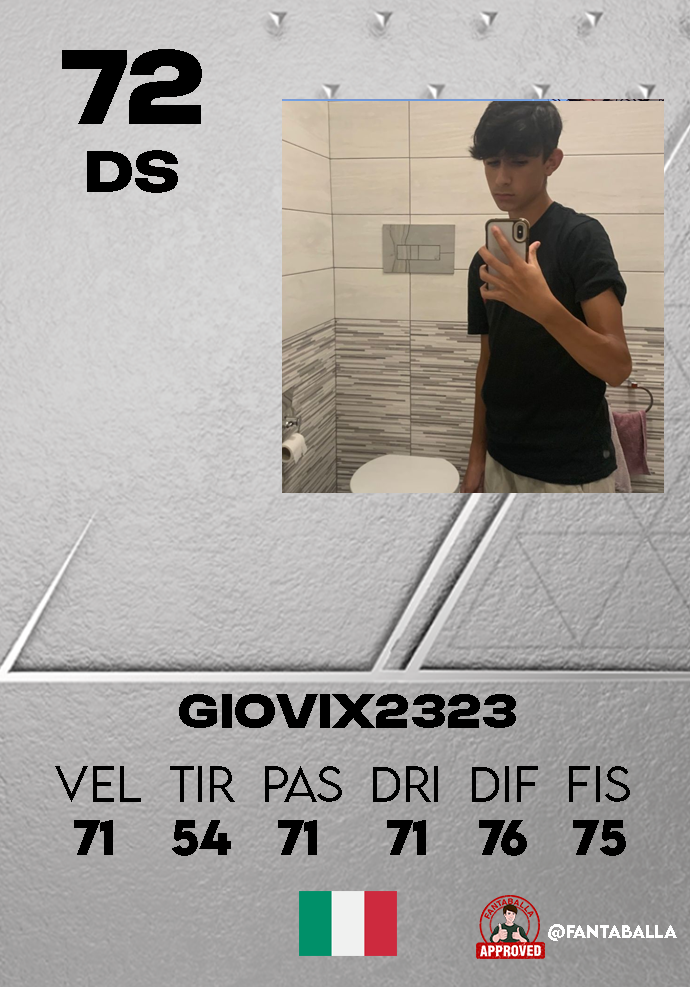 72
DS
GIOVIX2323
VEL TIR PAS DRI DIF FIS
71 54 71 71 76 75
FANTABALLA
APPROVED
@FANTABALLA